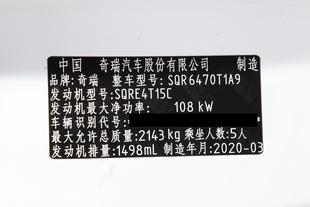 中国 奇瑞汽车股份有限公司 制造
品牌:奇瑞 整车型号:SQR6470T1A9
发动机型号:SQRE4T15C
发动机最大净功率: 108 kW
车辆识别代号:
最大允许总质量:2143kg 乘坐人数:5人
发动机排量:1498mL 制造年月:2020-03